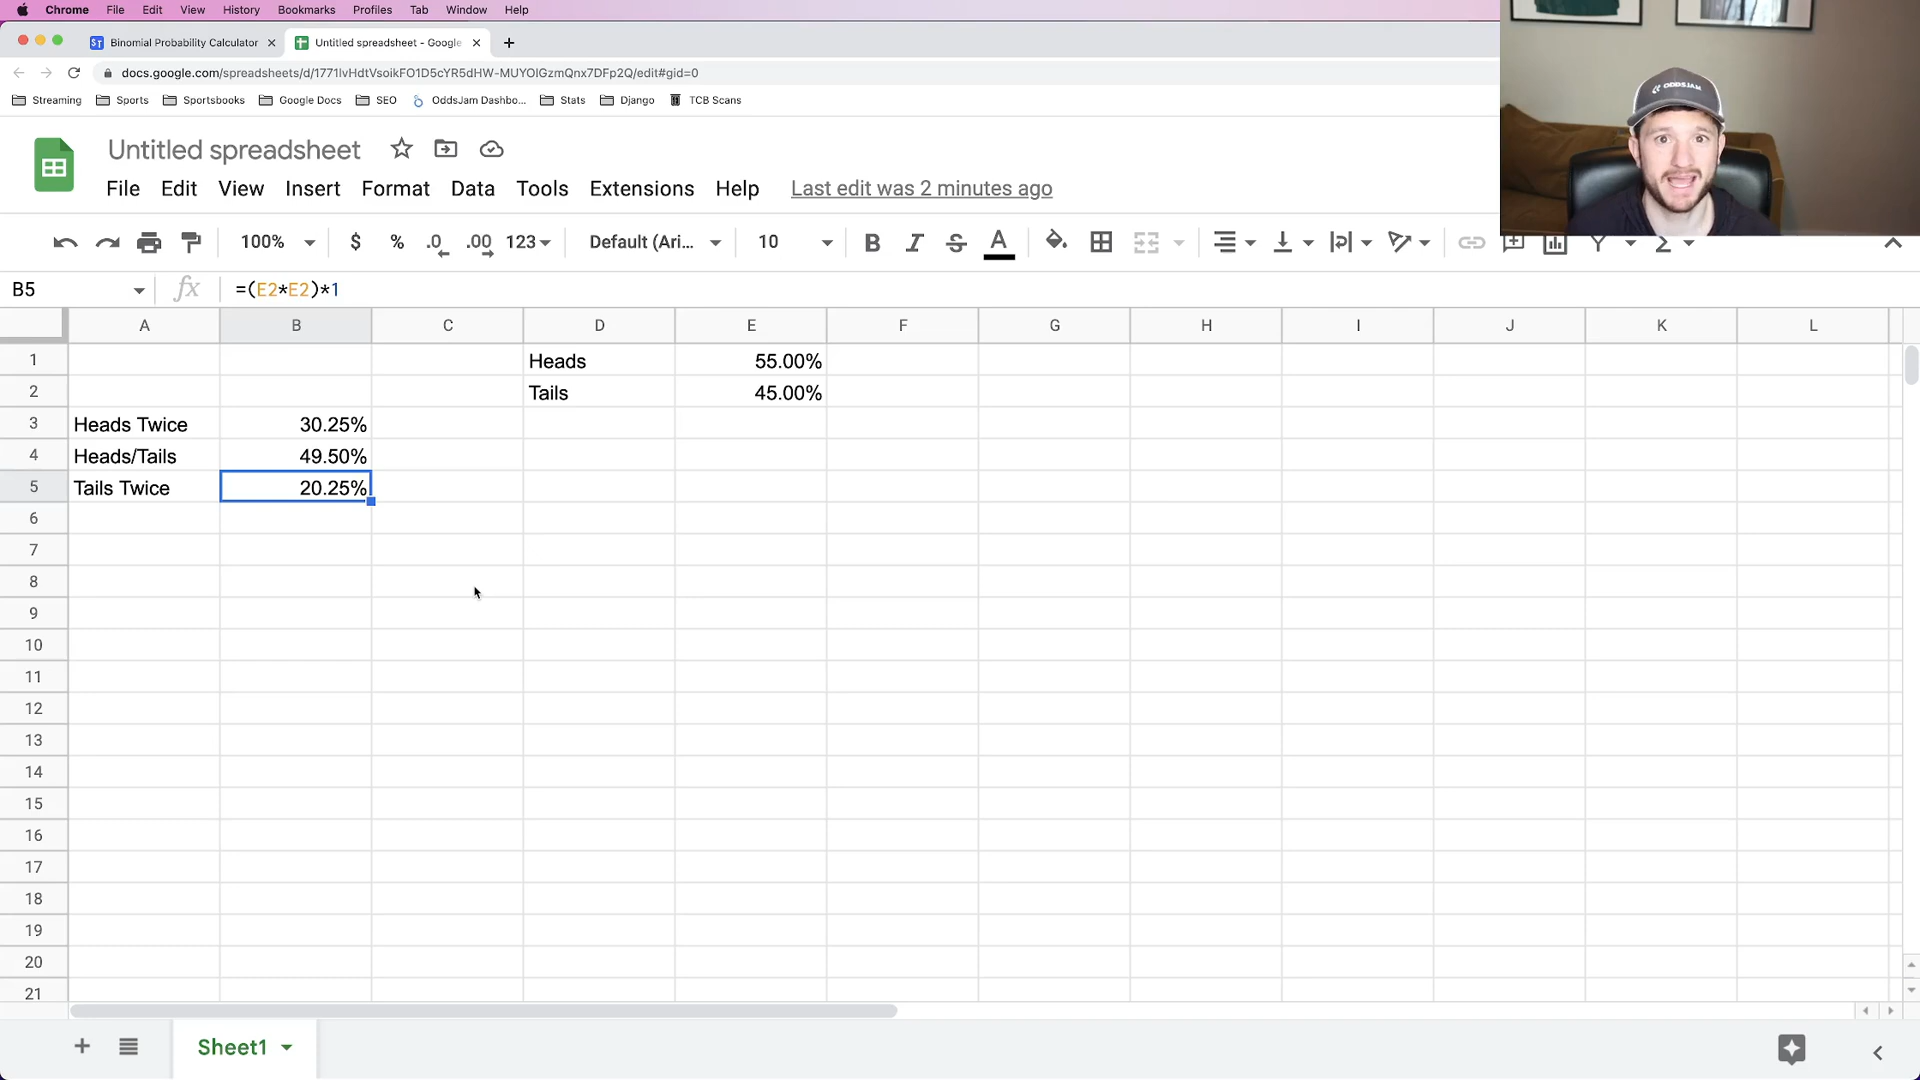 Chrome File Edit View History Bookmarks Profiles Tab Window Help
ST Binomial Probability Calculator
Untitled spreadsheet - Google
docs.google.com/spreadsheets/d/1771lvHdtVsoikFO1D5cYR5dHW-MUYOlGzmQnx7DFp2Q/edit#gid=0
Streaming Sports Sportsbooks Google Docs SEO OddsJam Dashbo... Stats Django TCB Scans
ODDSJAM
Untitled spreadsheet
File Edit View Insert Format Data Tools Extensions Help Last edit was 2 minutes ago
100% $ % .0 .00 123 Default (Ari... 10 B I S A
B5 fx =(E2*E2)*1
A B C D E F G H I J K L
1 Heads 55.00%
2 Tails 45.00%
3 Heads Twice 30.25%
4 Heads/Tails 49.50%
5 Tails Twice 20.25%
6
7
8
9
10
11
12
13
14
15
16
17
18
19
20
21
Sheet1